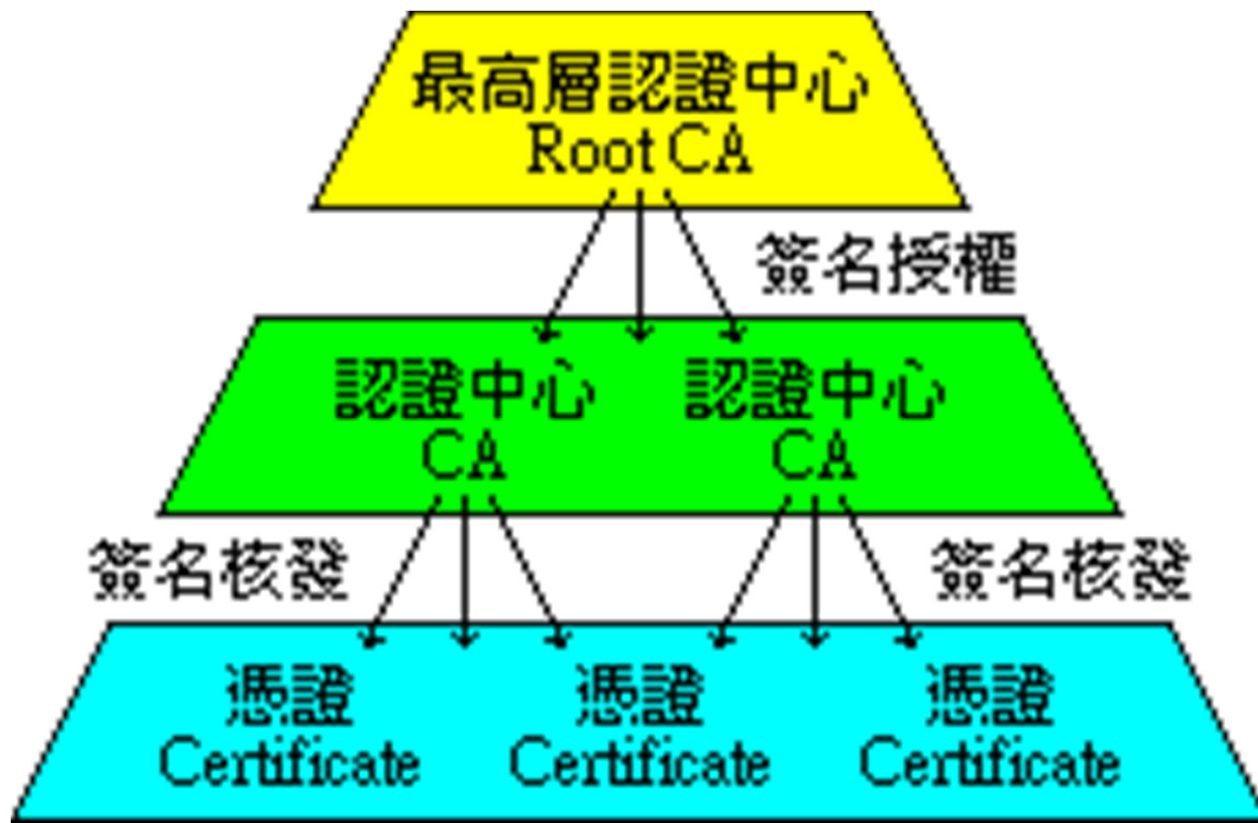 最高層認證中心
Root CA
簽名授權
認證中心 認證中心
CA CA
簽名核發 簽名核發
憑證 憑證 憑證
Certificate Certificate Certificate